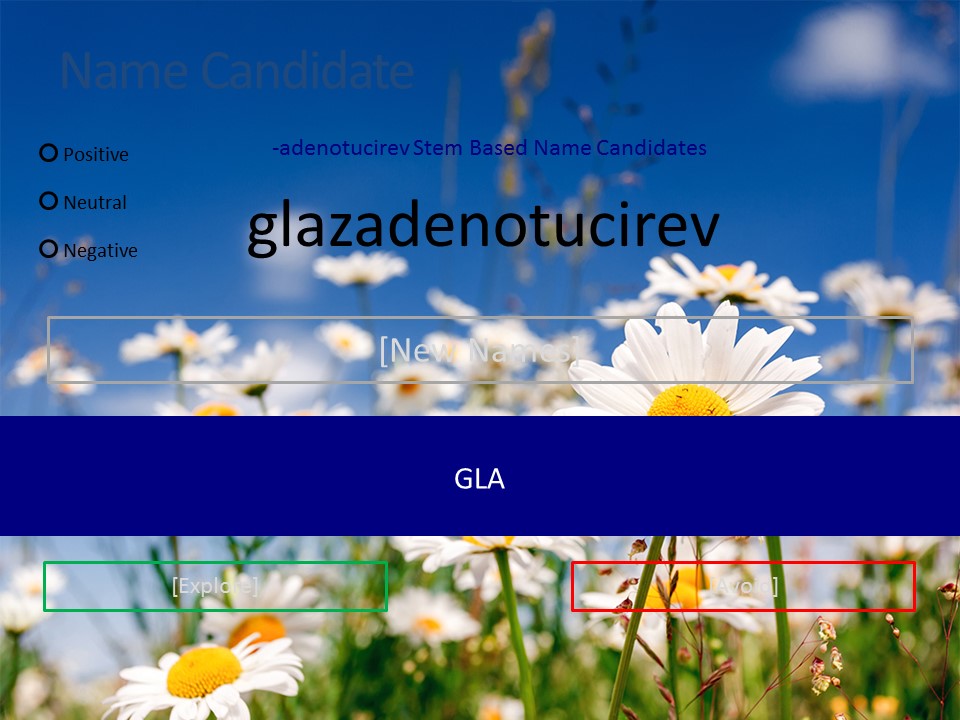 Name Candidate
-adenotucirev Stem Based Name Candidates
Positive
Neutral
Negative
glazadenotucirev
[New Names]
GLA
[Explore]
[Avoid]